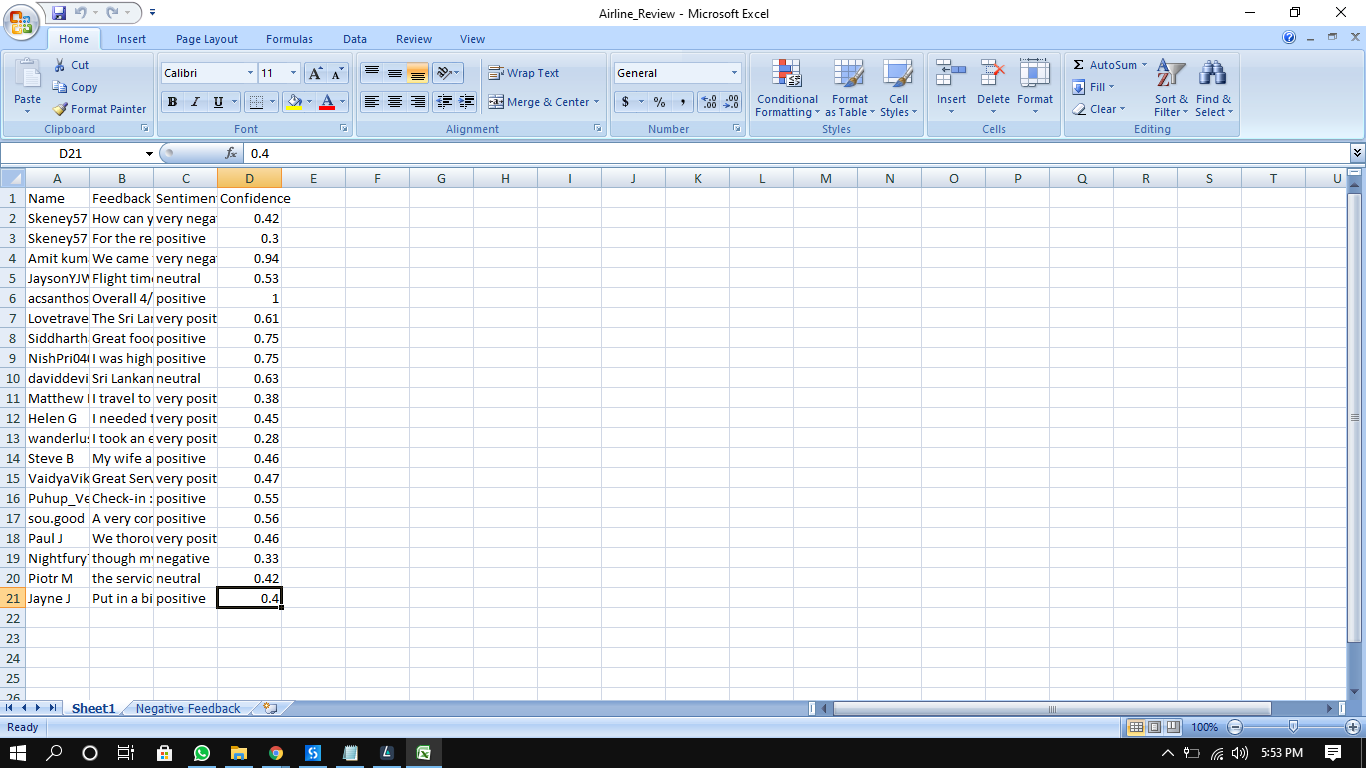 Airline_Review - Microsoft Excel
Home Insert Page Layout Formulas Data Review View
Paste Cut Copy Format Painter
Calibri 11
B I U
Wrap Text
Merge & Center
General
$ % ,
Conditional Formatting Format as Table Cell Styles
Insert Delete Format
Σ AutoSum
Fill
Clear
Sort & Filter Find & Select
Clipboard Font Alignment Number Styles Cells Editing
D21 fx 0.4
A B C D E F G H I J K L M N O P Q R S T U
1 Name Feedback Sentimen Confidence
2 Skeney57 How can y very nega 0.42
3 Skeney57 For the re positive 0.3
4 Amit kum We came very nega 0.94
5 JaysonYJW Flight time neutral 0.53
6 acsanthos Overall 4/ positive 1
7 Lovetrave The Sri Lan very posit 0.61
8 Siddharth Great food positive 0.75
9 NishPri040 I was high positive 0.75
10 daviddevi Sri Lankan neutral 0.63
11 Matthew I travel to very posit 0.38
12 Helen G I needed t very posit 0.45
13 wanderlus I took an e very posit 0.28
14 Steve B My wife a positive 0.46
15 VaidyaVik Great Serv very posit 0.47
16 Puhup_Ve Check-in : positive 0.55
17 sou.good A very con positive 0.56
18 Paul J We thorou very posit 0.46
19 Nightfury though my negative 0.33
20 Piotr M the servic neutral 0.42
21 Jayne J Put in a bi positive 0.4
22
23
24
25
26
Sheet1 Negative Feedback
Ready 100%
5:53 PM